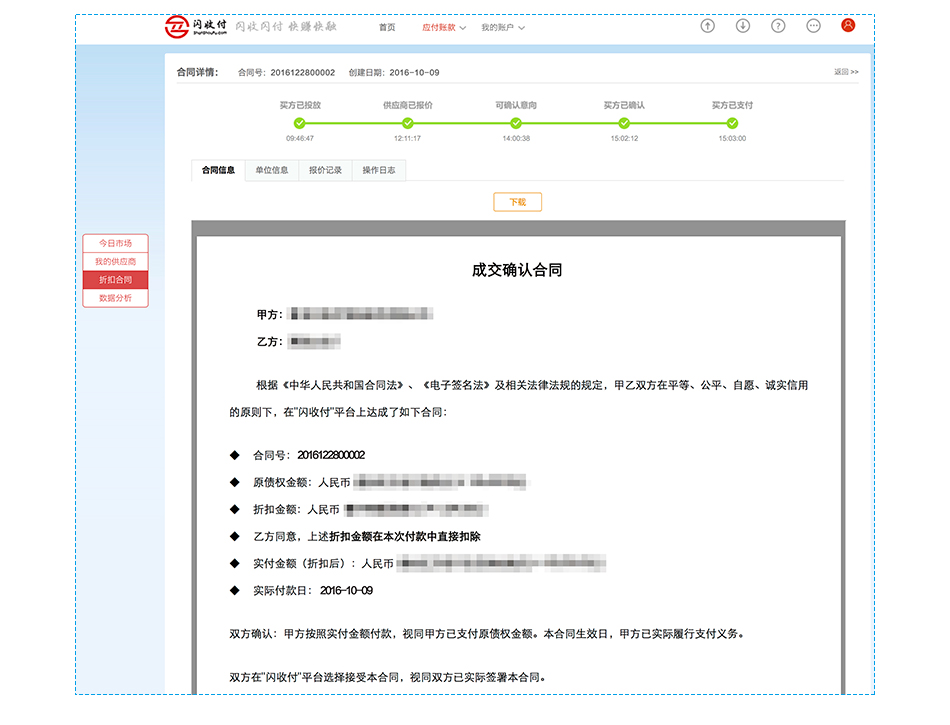 闪收付
ShanShouFu.com
闪收闪付 快赚快融
首页 应付账款 我的账户
合同详情： 合同号：2016122800002 创建日期：2016-10-09 返回 >>
买方已投放 供应商已报价 可确认意向 买方已确认 买方已支付
09:46:47 12:11:17 14:00:38 15:02:12 15:03:00
合同信息 单位信息 报价记录 操作日志
下载
今日市场
我的供应商
折扣合同
数据分析
成交确认合同
甲方：
乙方：
根据《中华人民共和国合同法》、《电子签名法》及相关法律法规的规定，甲乙双方在平等、公平、自愿、诚实信用
的原则下，在"闪收付"平台上达成了如下合同：
◆ 合同号：2016122800002
◆ 原债权金额：人民币
◆ 折扣金额：人民币
◆ 乙方同意，上述折扣金额在本次付款中直接扣除
◆ 实付金额（折扣后）：人民币
◆ 实际付款日：2016-10-09
双方确认：甲方按照实付金额付款，视同甲方已支付原债权金额。本合同生效日，甲方已实际履行支付义务。
双方在"闪收付"平台选择接受本合同，视同双方已实际签署本合同。